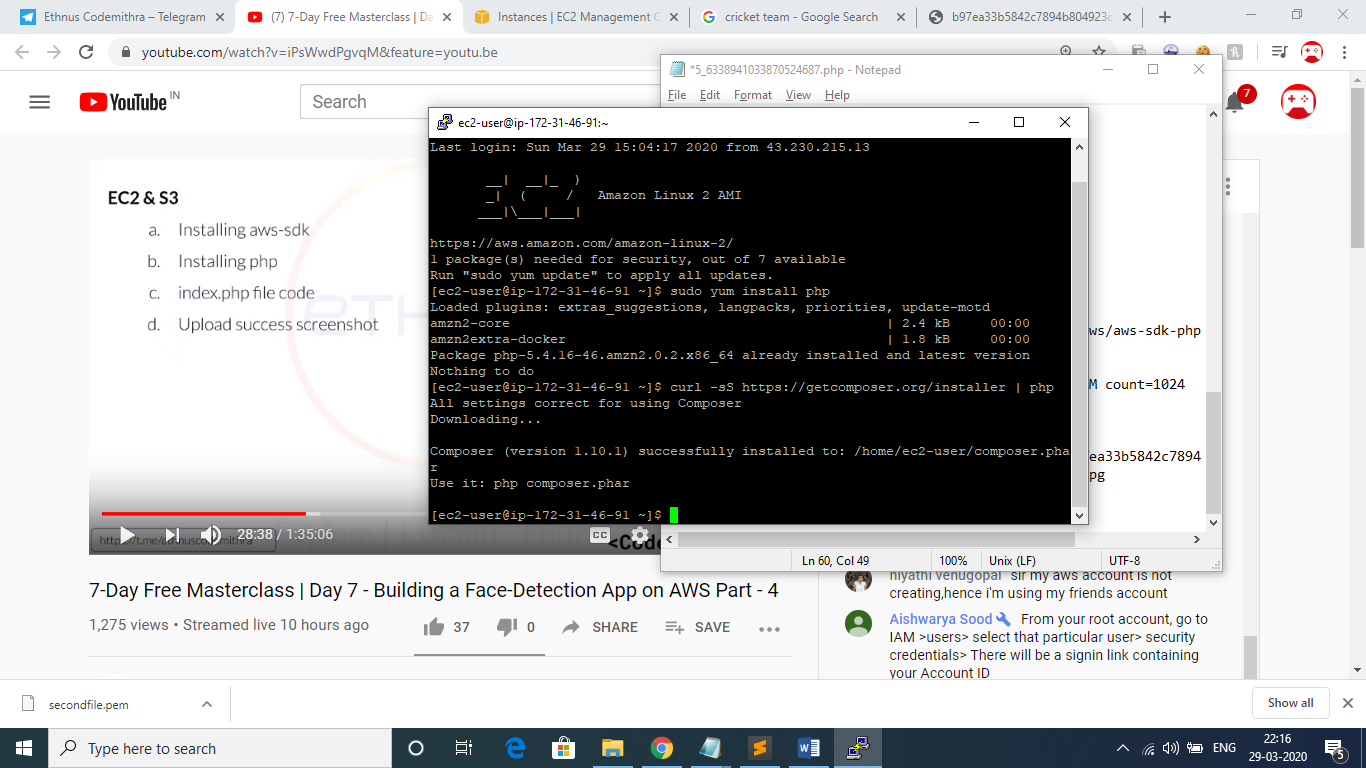 Ethnus Codemithra – Telegram
(7) 7-Day Free Masterclass | Da
Instances | EC2 Management C
cricket team - Google Search
b97ea33b5842c7894b804923c
youtube.com/watch?v=iPsWwdPgvqM&feature=youtu.be
*5_6338941033870524687.php - Notepad
File Edit Format View Help
YouTube IN
Search
7
ec2-user@ip-172-31-46-91:~
Last login: Sun Mar 29 15:04:17 2020 from 43.230.215.13
__| __|_ )
_| ( / Amazon Linux 2 AMI
___|\___|___|
https://aws.amazon.com/amazon-linux-2/
1 package(s) needed for security, out of 7 available
Run "sudo yum update" to apply all updates.
[ec2-user@ip-172-31-46-91 ~]$ sudo yum install php
Loaded plugins: extras_suggestions, langpacks, priorities, update-motd
amzn2-core | 2.4 kB 00:00
amzn2extra-docker | 1.8 kB 00:00
Package php-5.4.16-46.amzn2.0.2.x86_64 already installed and latest version
Nothing to do
[ec2-user@ip-172-31-46-91 ~]$ curl -sS https://getcomposer.org/installer | php
All settings correct for using Composer
Downloading...
Composer (version 1.10.1) successfully installed to: /home/ec2-user/composer.pha
r
Use it: php composer.phar
[ec2-user@ip-172-31-46-91 ~]$
EC2 & S3
a. Installing aws-sdk
b. Installing php
c. index.php file code
d. Upload success screenshot
ws/aws-sdk-php
M count=1024
ea33b5842c7894
pg
28:38 / 1:35:06
CC
https://t.me/ethnuscodemithra
<Cod
Ln 60, Col 49
100%
Unix (LF)
UTF-8
7-Day Free Masterclass | Day 7 - Building a Face-Detection App on AWS Part - 4
1,275 views • Streamed live 10 hours ago
37
0
SHARE
SAVE
niyathi venugopal sir my aws account is not
creating,hence i'm using my friends account
Aishwarya Sood From your root account, go to
IAM >users> select that particular user> security
credentials> There will be a signin link containing
your Account ID
secondfile.pem
Show all
Type here to search
ENG
22:16
29-03-2020
5